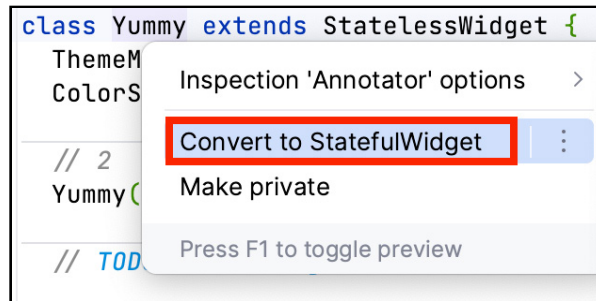 class Yummy extends StatelessWidget {
ThemeM
Inspection 'Annotator' options
ColorS
Convert to StatefulWidget
// 2
Make private
Yummy(
Press F1 to toggle preview
// TOD